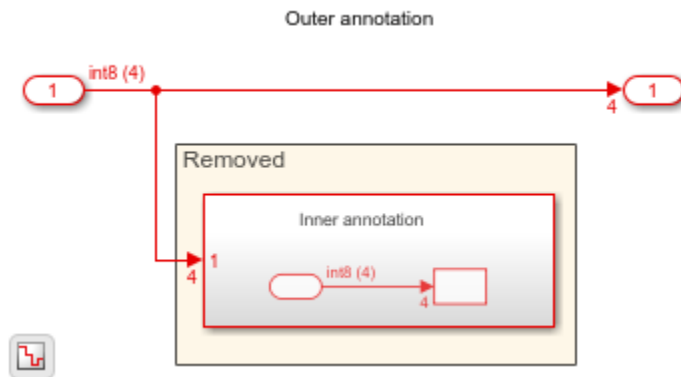 Outer annotation
int8 (4)
1
1
4
Removed
Inner annotation
1
4
int8 (4)
4